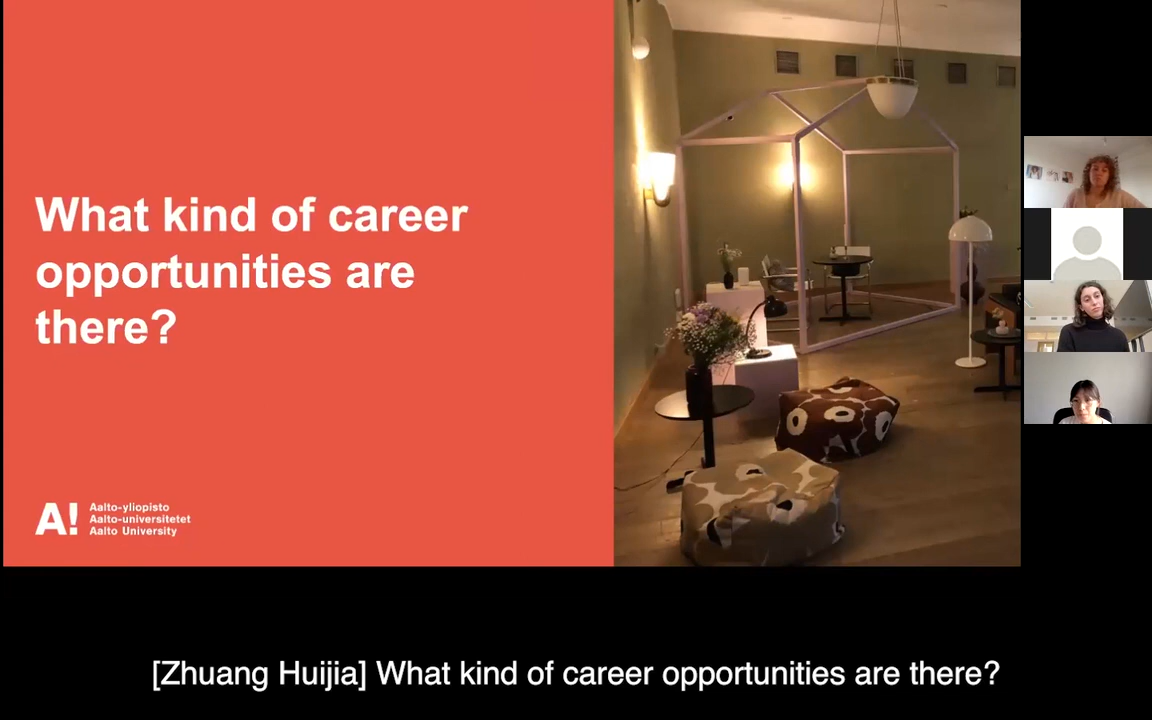 What kind of career
opportunities are
there?
A!
Aalto-yliopisto
Aalto-universitetet
Aalto University
[Zhuang Huijia] What kind of career opportunities are there?